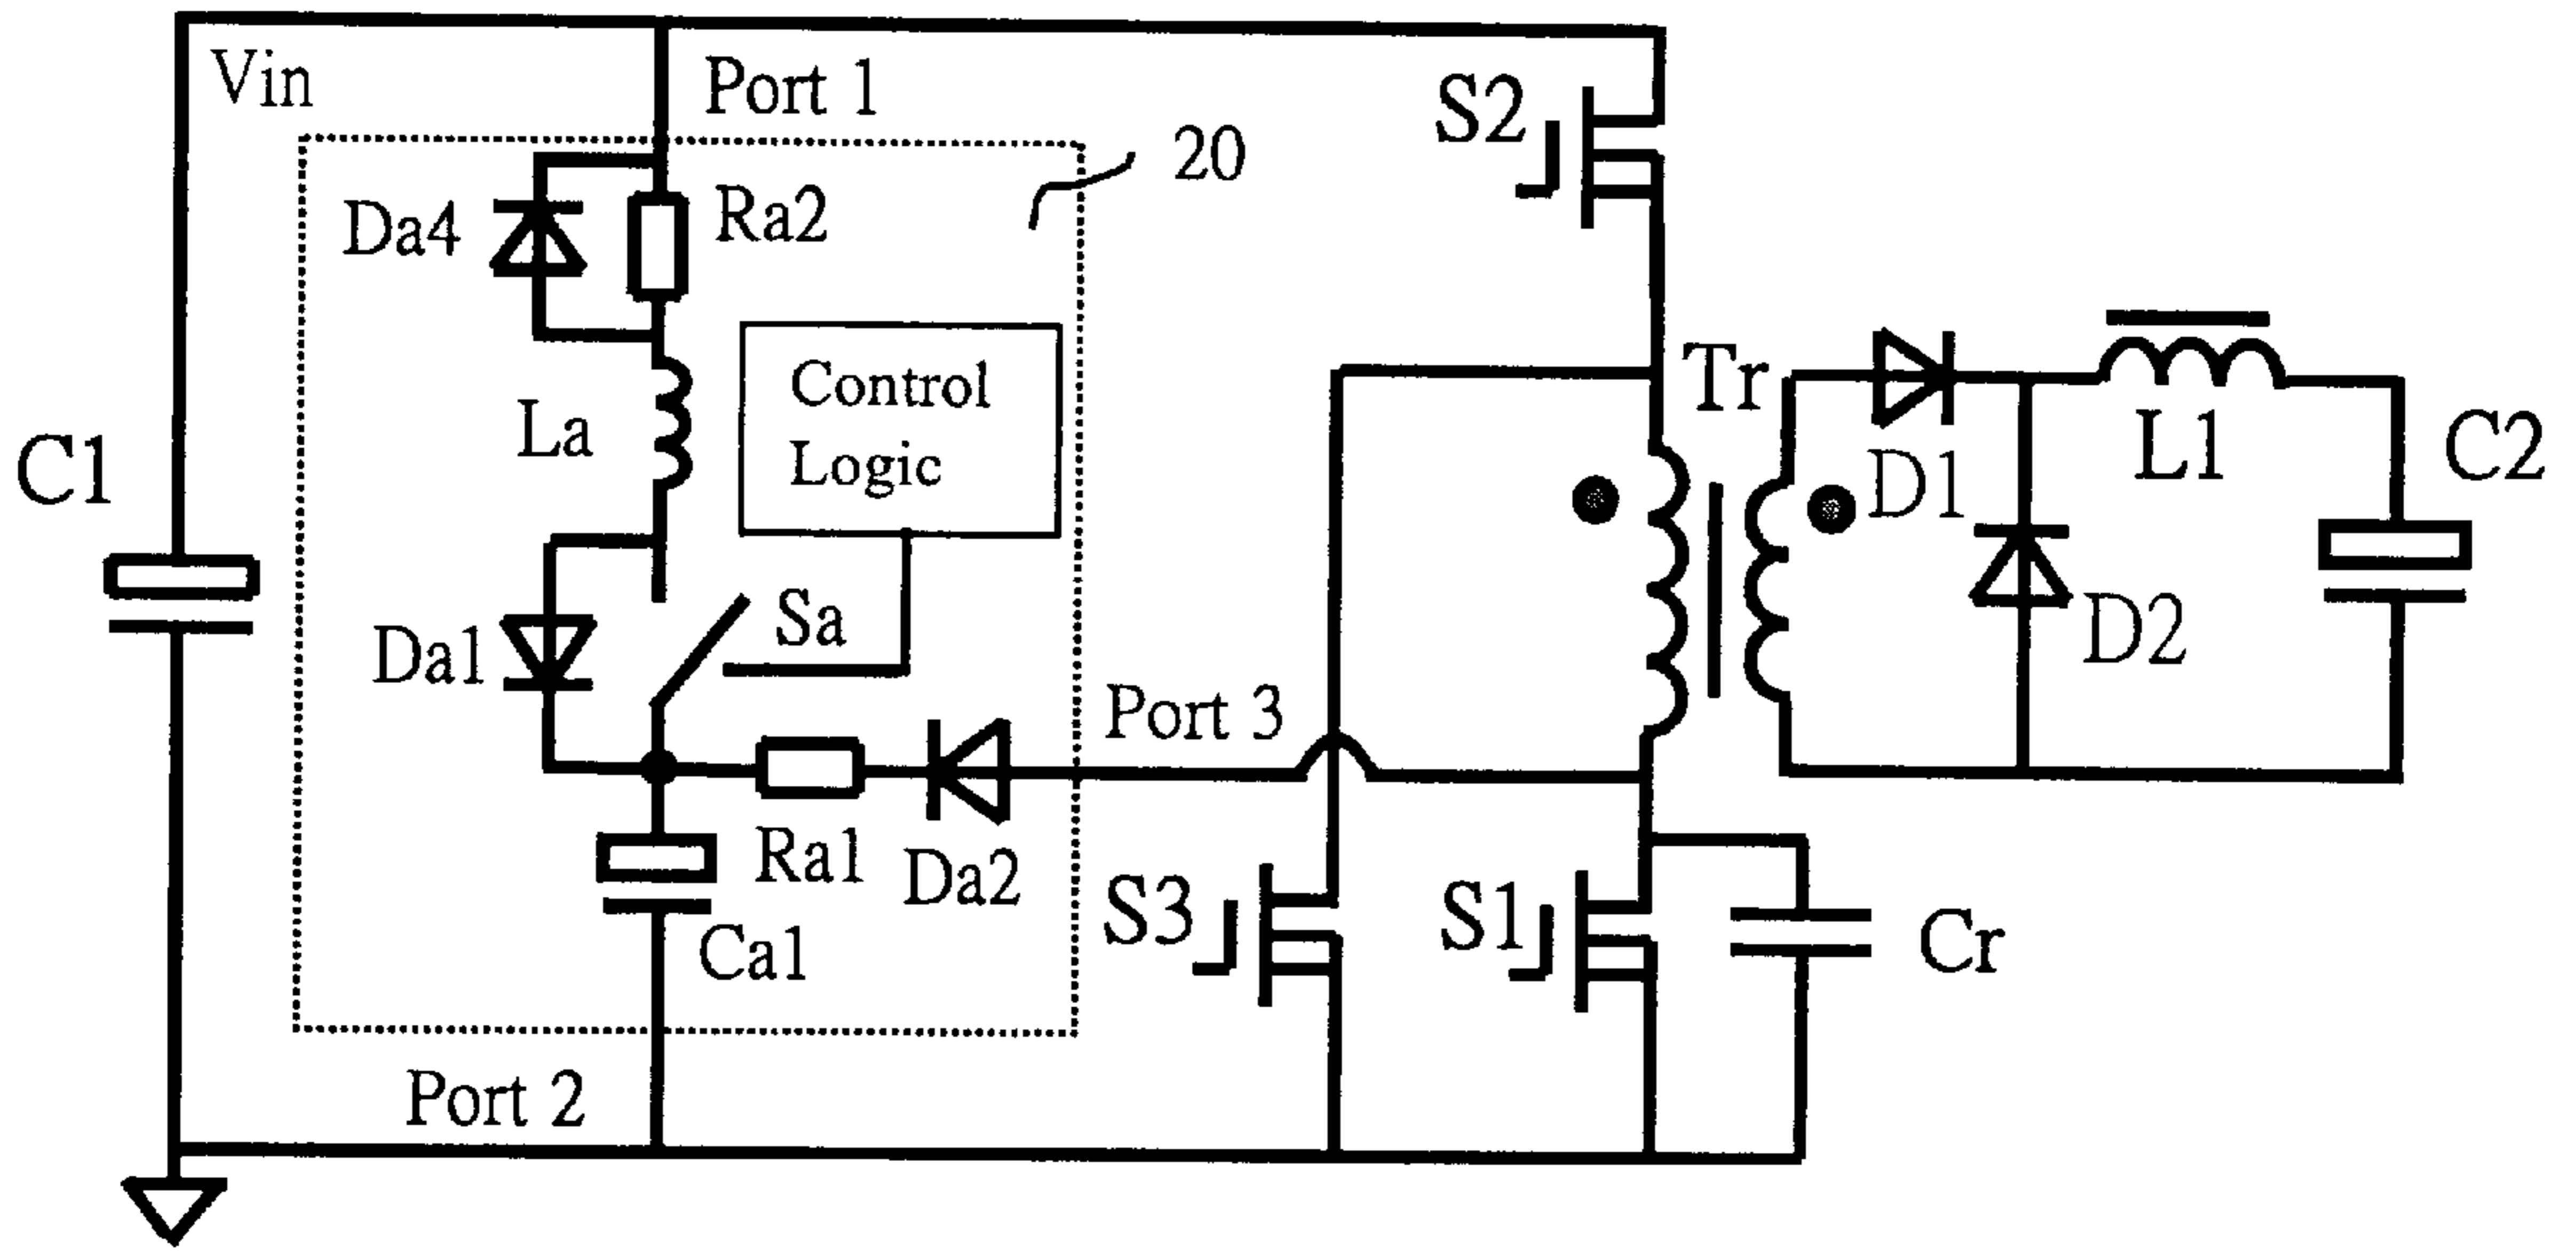 Vin
Port 1
20
S2
Da4
Ra2
Control
Logic
La
Tr
C1
D1
L1
C2
Sa
Da1
D2
Port 3
Ra1
Da2
S3
S1
Cr
Ca1
Port 2